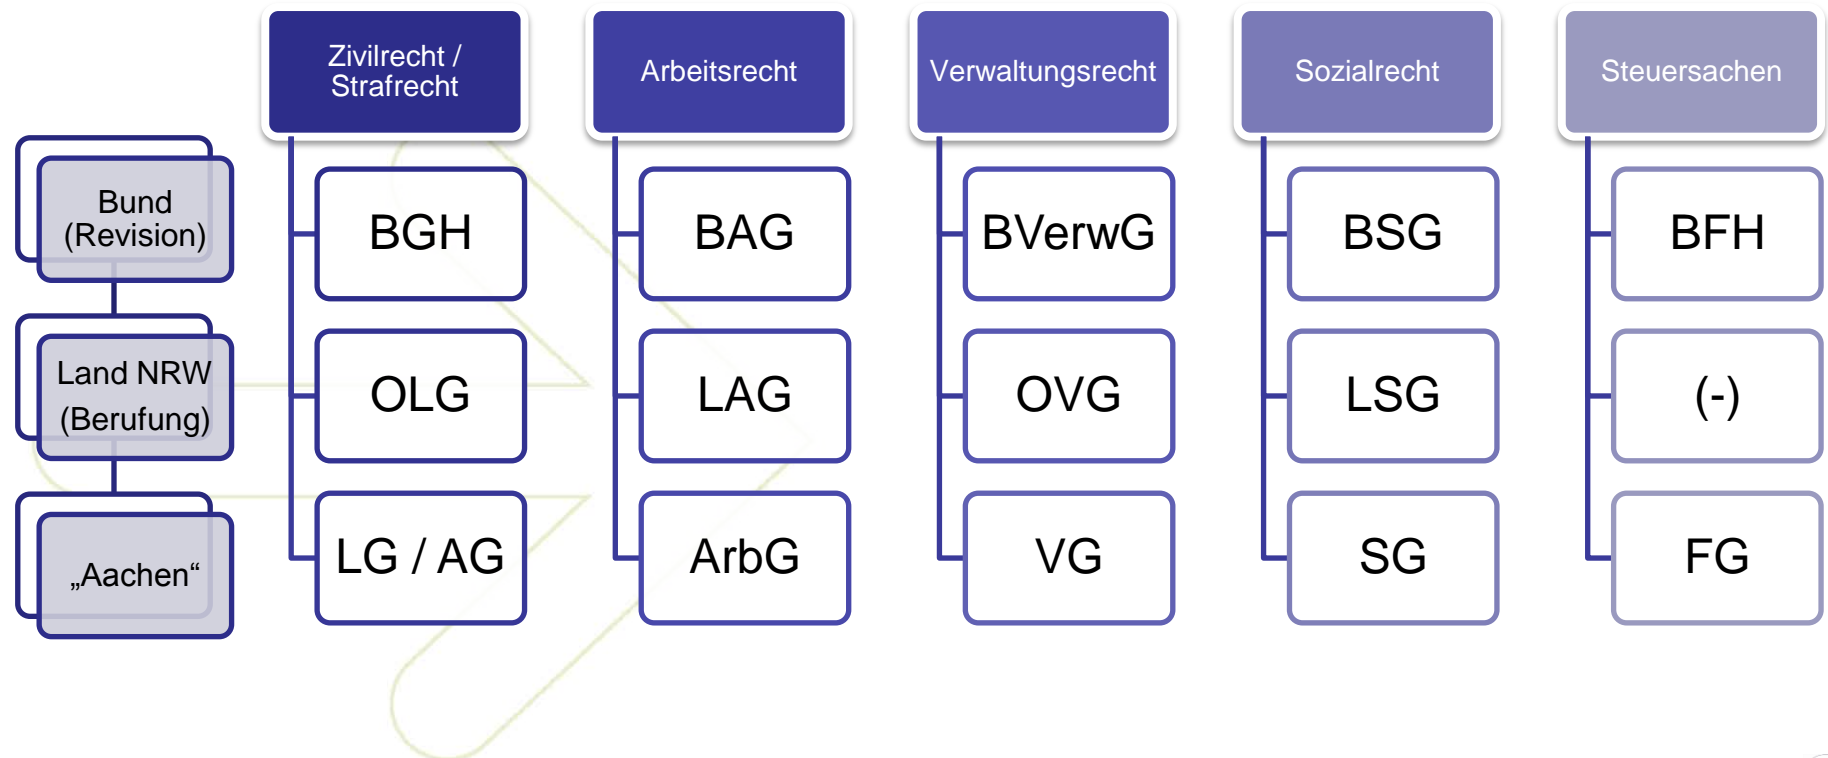 Zivilrecht /
Strafrecht
Arbeitsrecht
Verwaltungsrecht
Sozialrecht
Steuersachen
Bund
(Revision)
BGH
BAG
BVerwG
BSG
BFH
Land NRW
(Berufung)
OLG
LAG
OVG
LSG
(-)
„Aachen“
LG / AG
ArbG
VG
SG
FG